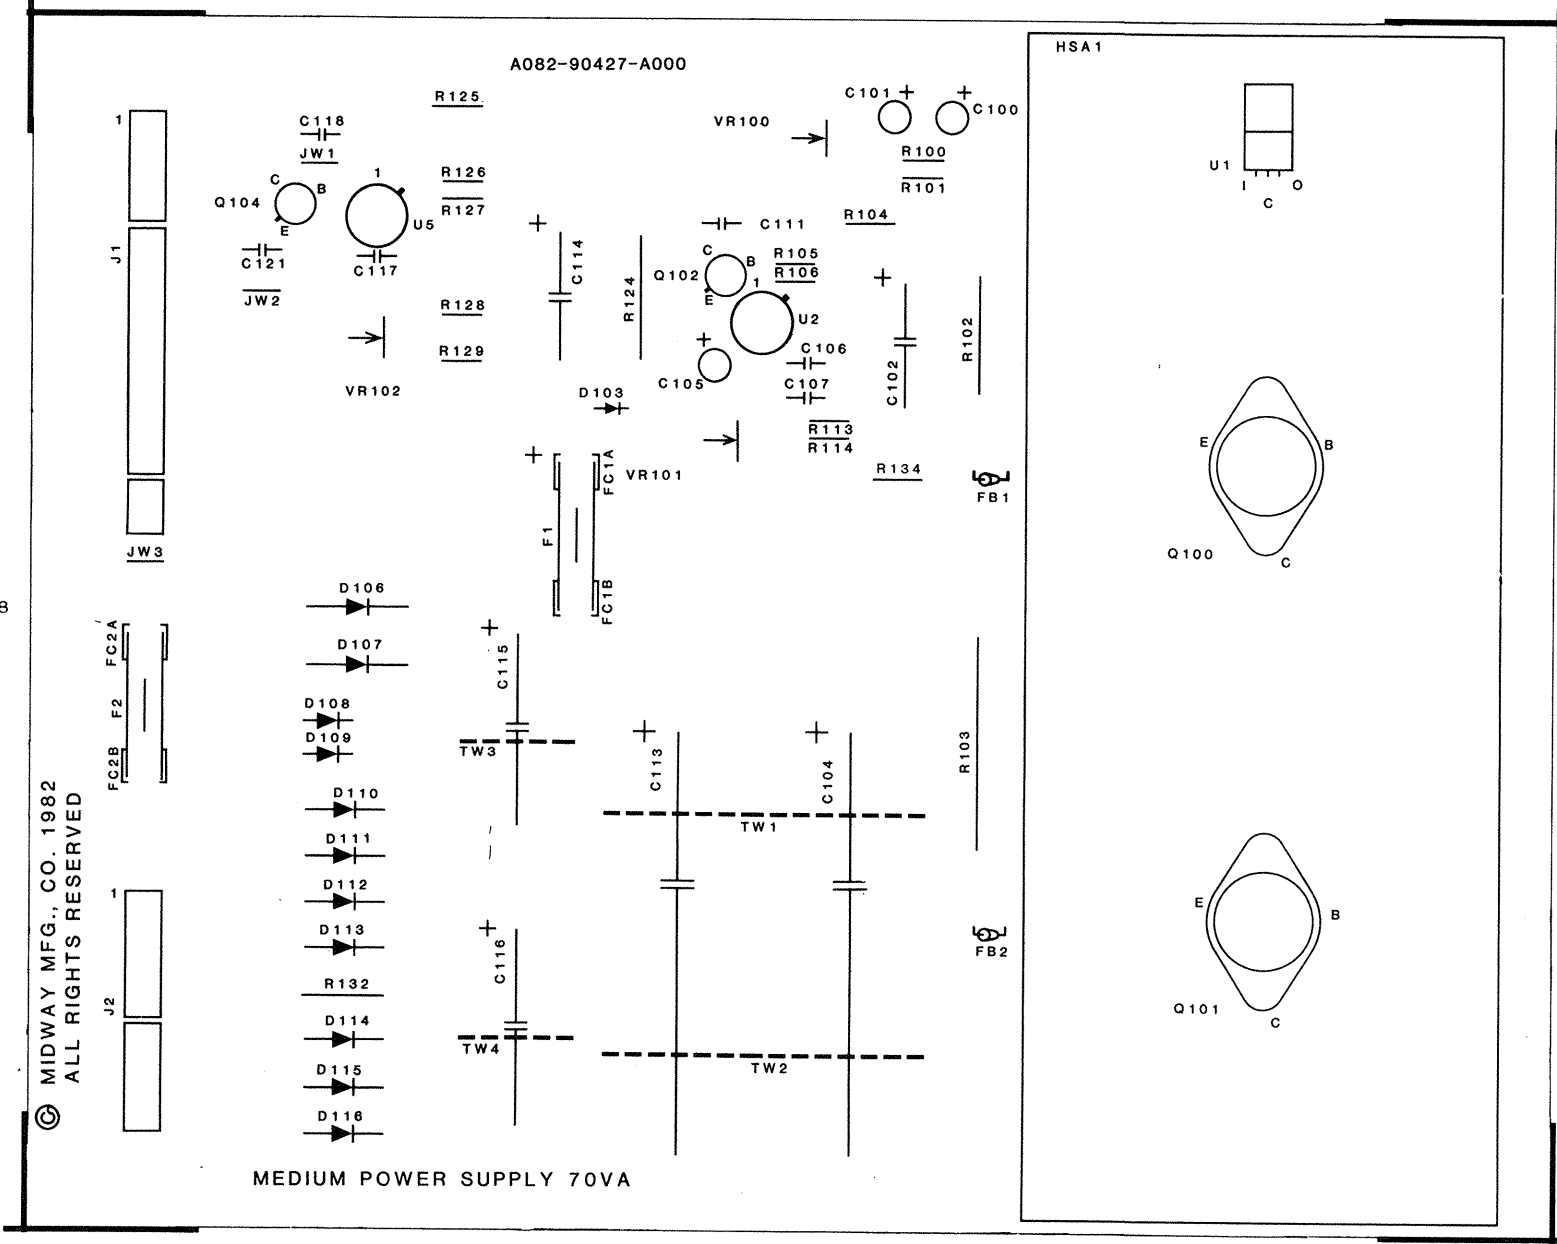 A082-90427-A000
HSA1
R125
C101 +
+
C100
1
C118
VR100
JW1
R100
U1
R126
R101
I
O
C
C
B
1
Q104
R127
E
U5
+
C111
R104
J1
C121
C117
C114
C
B
Q102
R105
R106
1
E
+
JW2
R128
R124
U2
R102
R129
+
C106
C105
C107
C102
VR102
D103
R113
R114
+
FC1A
VR101
R134
E
B
FB1
F1
JW3
Q100
C
D106
FC1B
8
FC2A
D107
+
C115
F2
D108
D109
TW3
+
C113
+
C104
R103
FC2B
D110
TW1
D111
1
D112
E
B
D113
+
C116
FB2
R132
J2
Q101
C
D114
TW4
D115
TW2
D116
© MIDWAY MFG., CO. 1982
ALL RIGHTS RESERVED
MEDIUM POWER SUPPLY 70VA